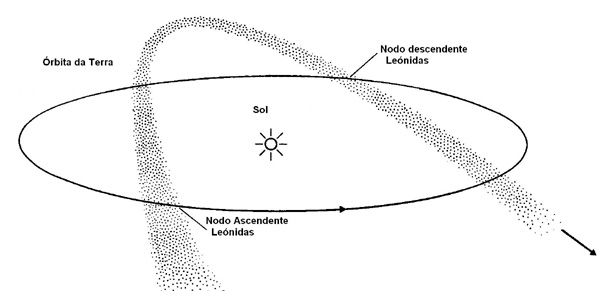 Nodo descendente
Leónidas
Órbita da Terra
Sol
Nodo Ascendente
Leónidas